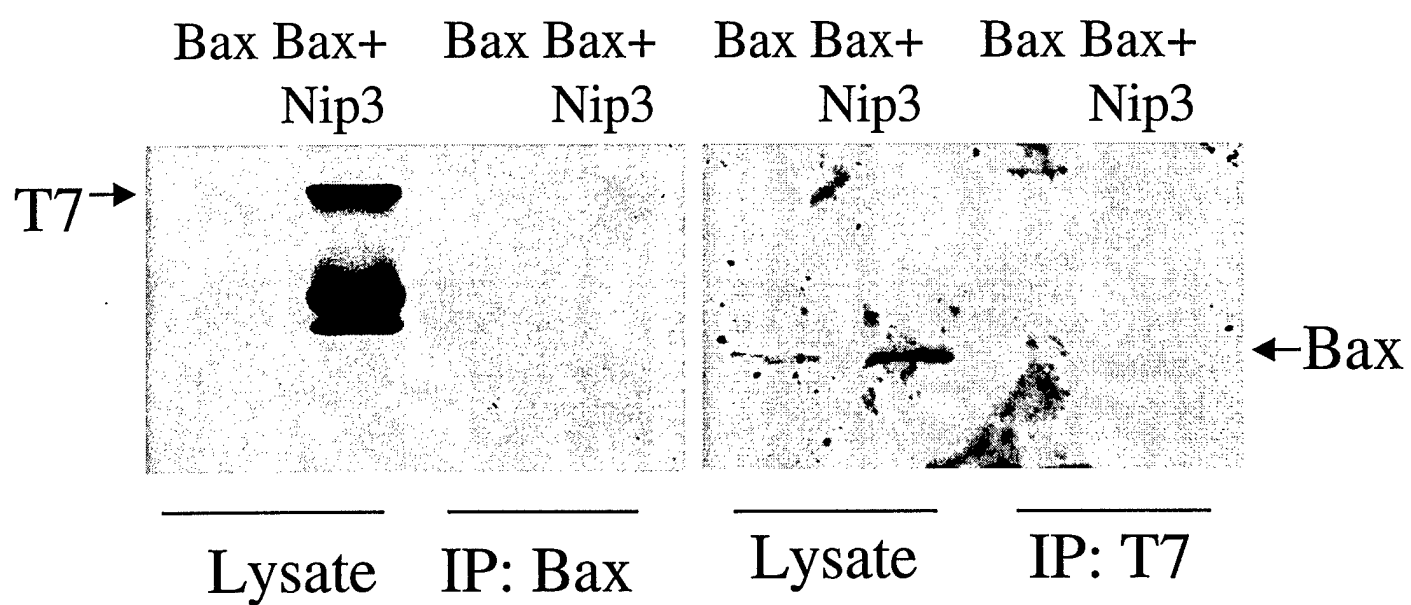 Bax Bax+ Bax Bax+ Bax Bax+ Bax Bax+
Nip3 Nip3 Nip3 Nip3
T7
Bax
Lysate IP: Bax Lysate IP: T7